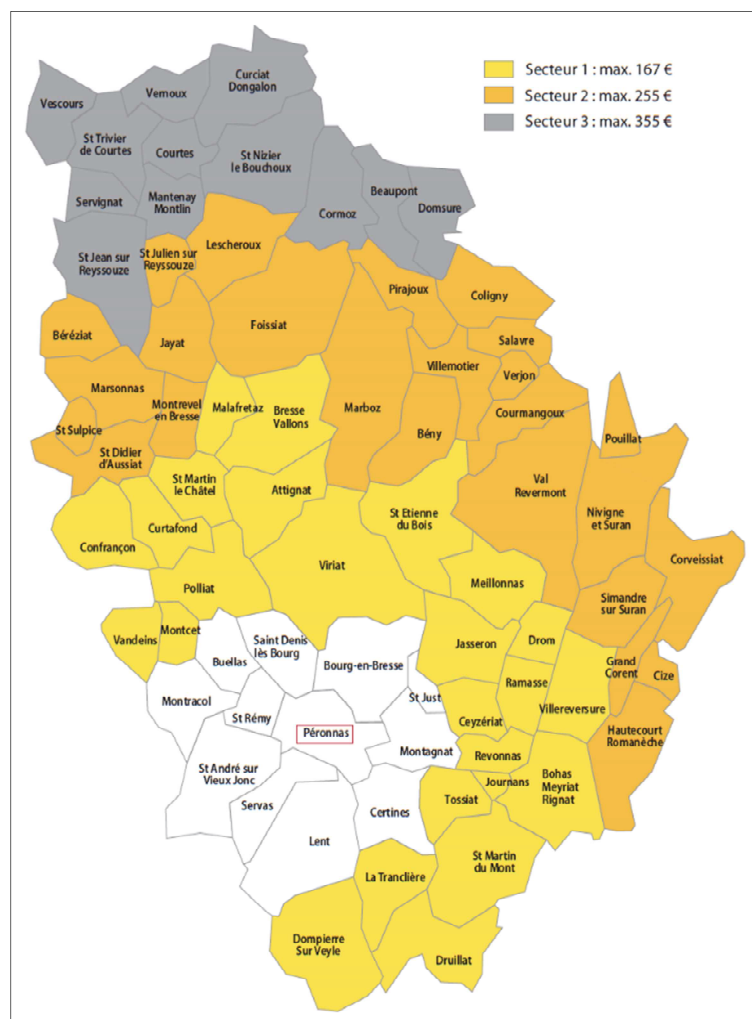 Secteur 1 : max. 167 €
Secteur 2 : max. 255 €
Secteur 3 : max. 355 €
Curciat
Dongalon
Vernoux
Vescours
St Trivier
de Courtes
Courtes
St Nizier
le Bouchoux
Servignat
Mantenay
Montlin
Cormoz
Beaupont
Domsure
St Jean sur
Reyssouze
St Julien sur
Reyssouze
Lescheroux
Pirajoux
Coligny
Béréziat
Jayat
Foissiat
Salavre
Villemotier
Verjon
Marsonnas
Montrevel
en Bresse
Malafretaz
Bresse
Vallons
Marboz
Courmangoux
St Sulpice
Bény
Pouillat
St Didier
d'Aussiat
St Martin
le Châtel
Attignat
Val
Revermont
St Etienne
du Bois
Nivigne
et Suran
Curtafond
Confrançon
Corveissiat
Viriat
Polliat
Meillonnas
Simandre
sur Suran
Vandeins
Montcet
Saint Denis
lès Bourg
Buellas
Bourg-en-Bresse
Jasseron
Drom
Grand
Corent
Cize
Ramasse
Montracol
St Just
Villereversure
St Rémy
Ceyzériat
Péronnas
Hautecourt
Romanèche
Montagnat
Revonnas
St André sur
Vieux Jonc
Journans
Bohas
Meyriat
Rignat
Servas
Certines
Tossiat
Lent
St Martin
du Mont
La Tranclière
Dompierre
Sur Veyle
Druillat